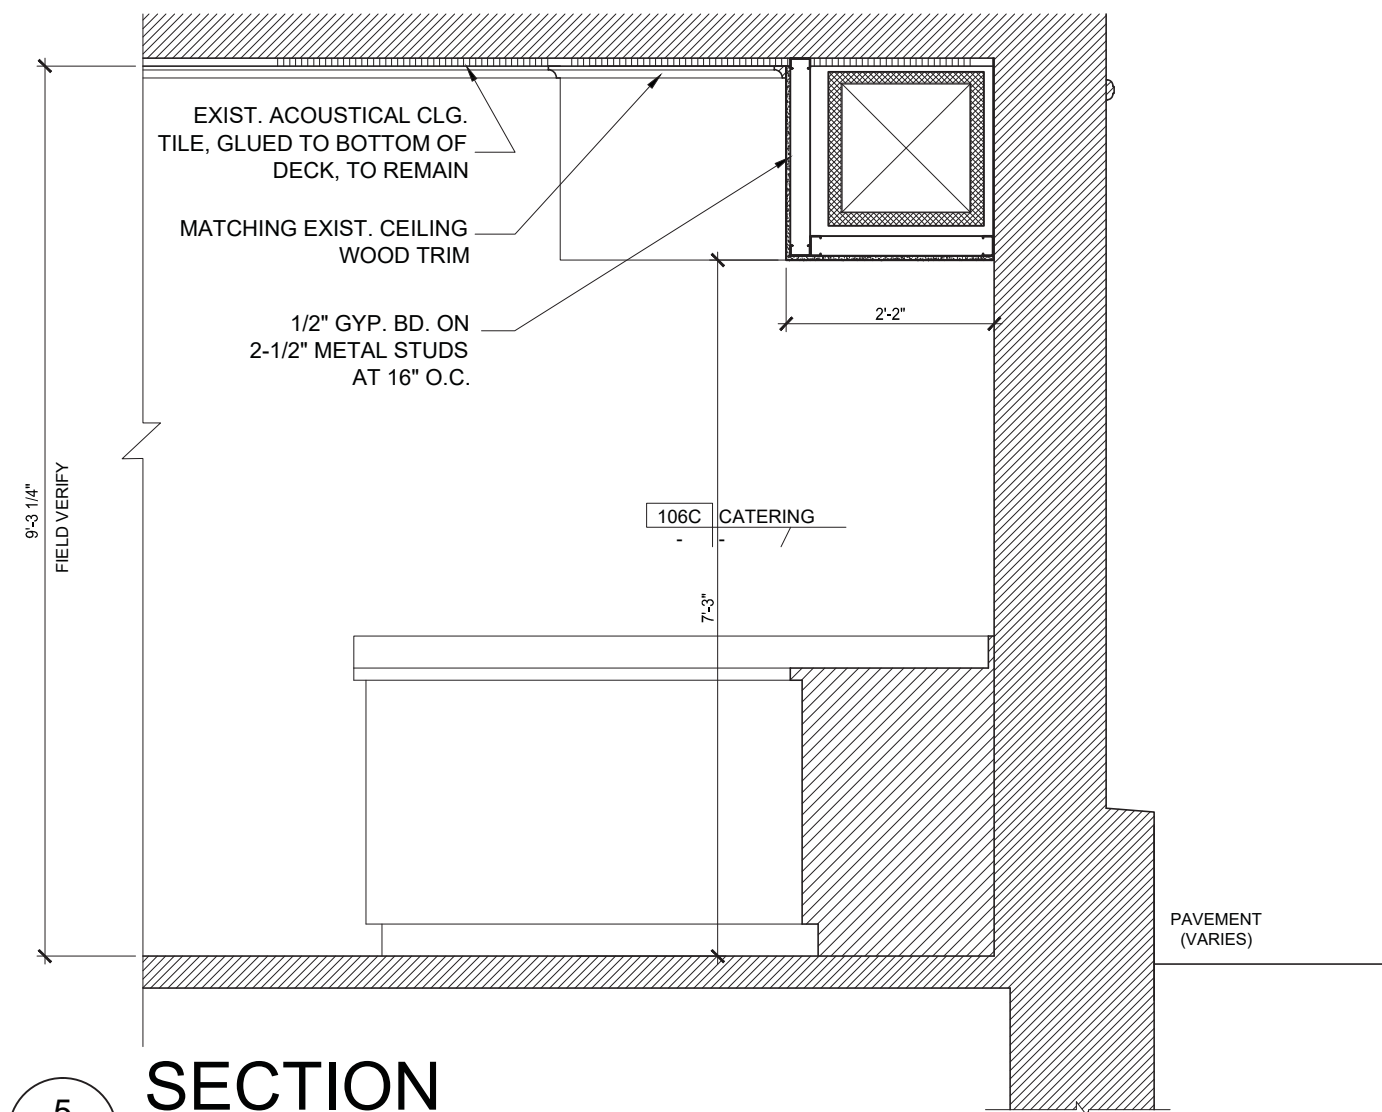 EXIST. ACOUSTICAL CLG.
TILE, GLUED TO BOTTOM OF
DECK, TO REMAIN
MATCHING EXIST. CEILING
WOOD TRIM
1/2" GYP. BD. ON
2-1/2" METAL STUDS
AT 16" O.C.
2'-2"
9'-3 1/4"
FIELD VERIFY
106C CATERING
- -
7'-3"
PAVEMENT
(VARIES)
SECTION
5